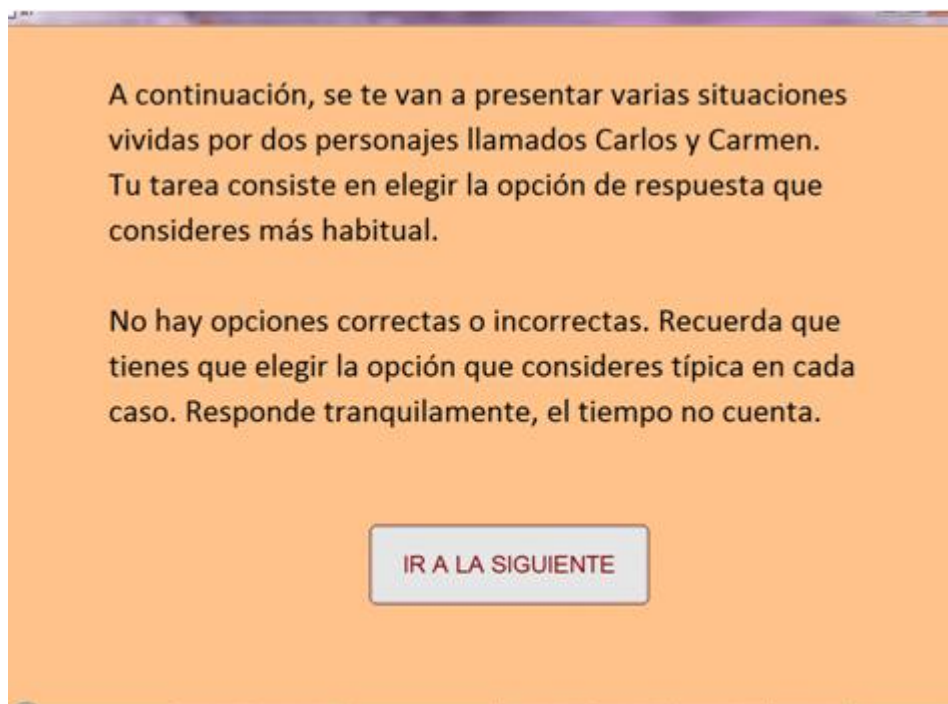 A continuación, se te van a presentar varias situaciones
vividas por dos personajes llamados Carlos y Carmen.
Tu tarea consiste en elegir la opción de respuesta que
consideres más habitual.
No hay opciones correctas o incorrectas. Recuerda que
tienes que elegir la opción que consideres típica en cada
caso. Responde tranquilamente, el tiempo no cuenta.
IR A LA SIGUIENTE